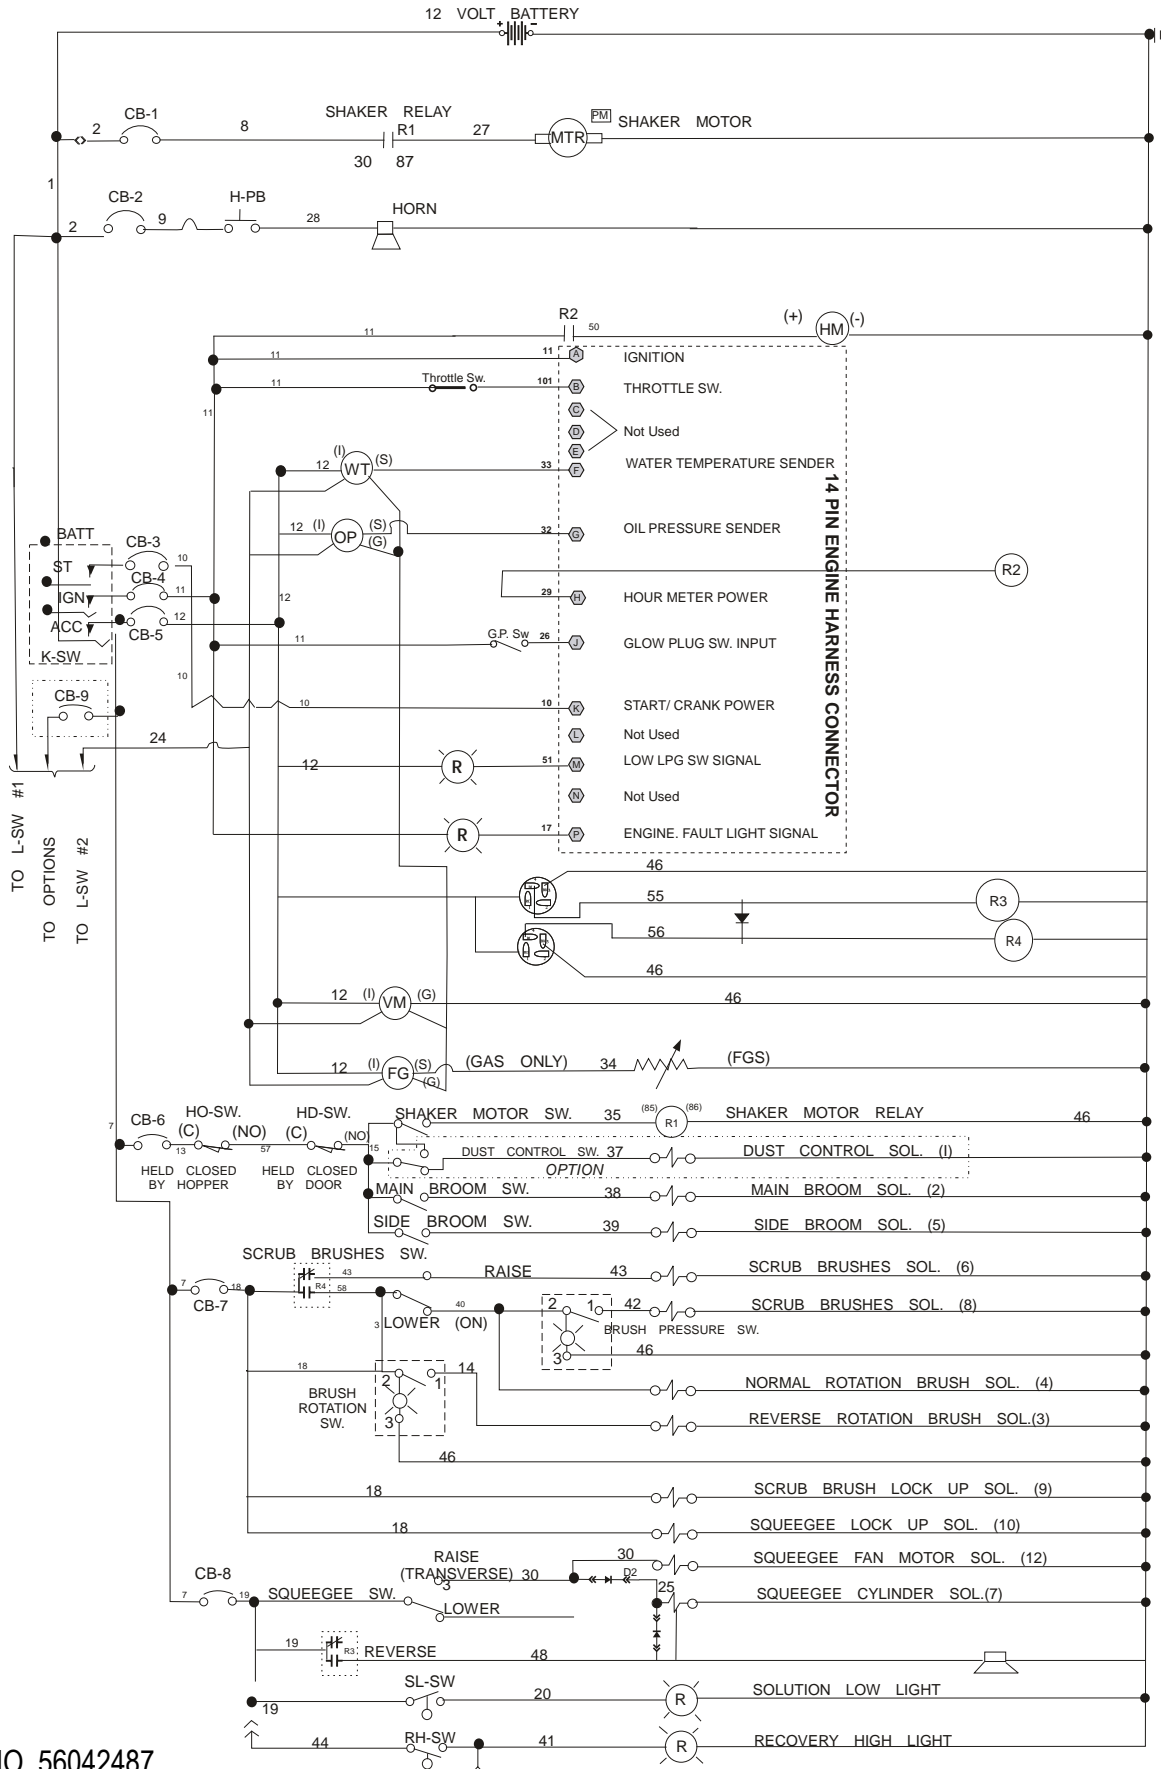 12 VOLT BATTERY
+ −
SHAKER RELAY
CB-1
2
8
R1
27
PM
MTR
SHAKER MOTOR
30 87
1
CB-2
H-PB
2
9
28
HORN
R2
11
50
(+) HM (-)
11
11 A IGNITION
11
Throttle Sw.
101 B THROTTLE SW.
11
C
D Not Used
E
12 (I) WT (S)
33 F WATER TEMPERATURE SENDER
12 (I) OP (S)
(G)
32 G OIL PRESSURE SENDER
14 PIN ENGINE HARNESS CONNECTOR
BATT
CB-3
ST
10
R2
CB-4
IGN
11
12
29 H HOUR METER POWER
ACC
12
CB-5
K-SW
11
G.P. Sw
26 J GLOW PLUG SW. INPUT
10
CB-9
10
10 K START/ CRANK POWER
24
L Not Used
12
R
51 M LOW LPG SW SIGNAL
N Not Used
R
17 P ENGINE. FAULT LIGHT SIGNAL
TO L-SW #1
TO OPTIONS
TO L-SW #2
46
55
R3
56
R4
46
12 (I) VM (G)
46
12 (I) FG (S)
(G)
(GAS ONLY)
34
(FGS)
7
CB-6
HO-SW.
(C) (NO)
13
57
HD-SW.
(C) (NO)
15
SHAKER MOTOR SW.
35
(85) R1 (86)
SHAKER MOTOR RELAY
46
HELD CLOSED
BY HOPPER
HELD CLOSED
BY DOOR
DUST CONTROL SW. 37
DUST CONTROL SOL. (I)
OPTION
MAIN BROOM SW.
38
MAIN BROOM SOL. (2)
SIDE BROOM SW.
39
SIDE BROOM SOL. (5)
SCRUB BRUSHES SW.
43
RAISE
43
SCRUB BRUSHES SOL. (6)
7
18
CB-7
R4
58
3
LOWER (ON)
40
2
1
42
SCRUB BRUSHES SOL. (8)
BRUSH PRESSURE SW.
3
46
18
2
1
14
NORMAL ROTATION BRUSH SOL. (4)
BRUSH
ROTATION
SW.
3
REVERSE ROTATION BRUSH SOL.(3)
46
18
SCRUB BRUSH LOCK UP SOL. (9)
18
SQUEEGEE LOCK UP SOL. (10)
RAISE
(TRANSVERSE)
3
30
30
SQUEEGEE FAN MOTOR SOL. (12)
D2
CB-8
7
19
SQUEEGEE SW.
LOWER
25
SQUEEGEE CYLINDER SOL.(7)
19
R3
REVERSE
48
SL-SW
19
20
R
SOLUTION LOW LIGHT
RH-SW
44
41
R
RECOVERY HIGH LIGHT
56042487